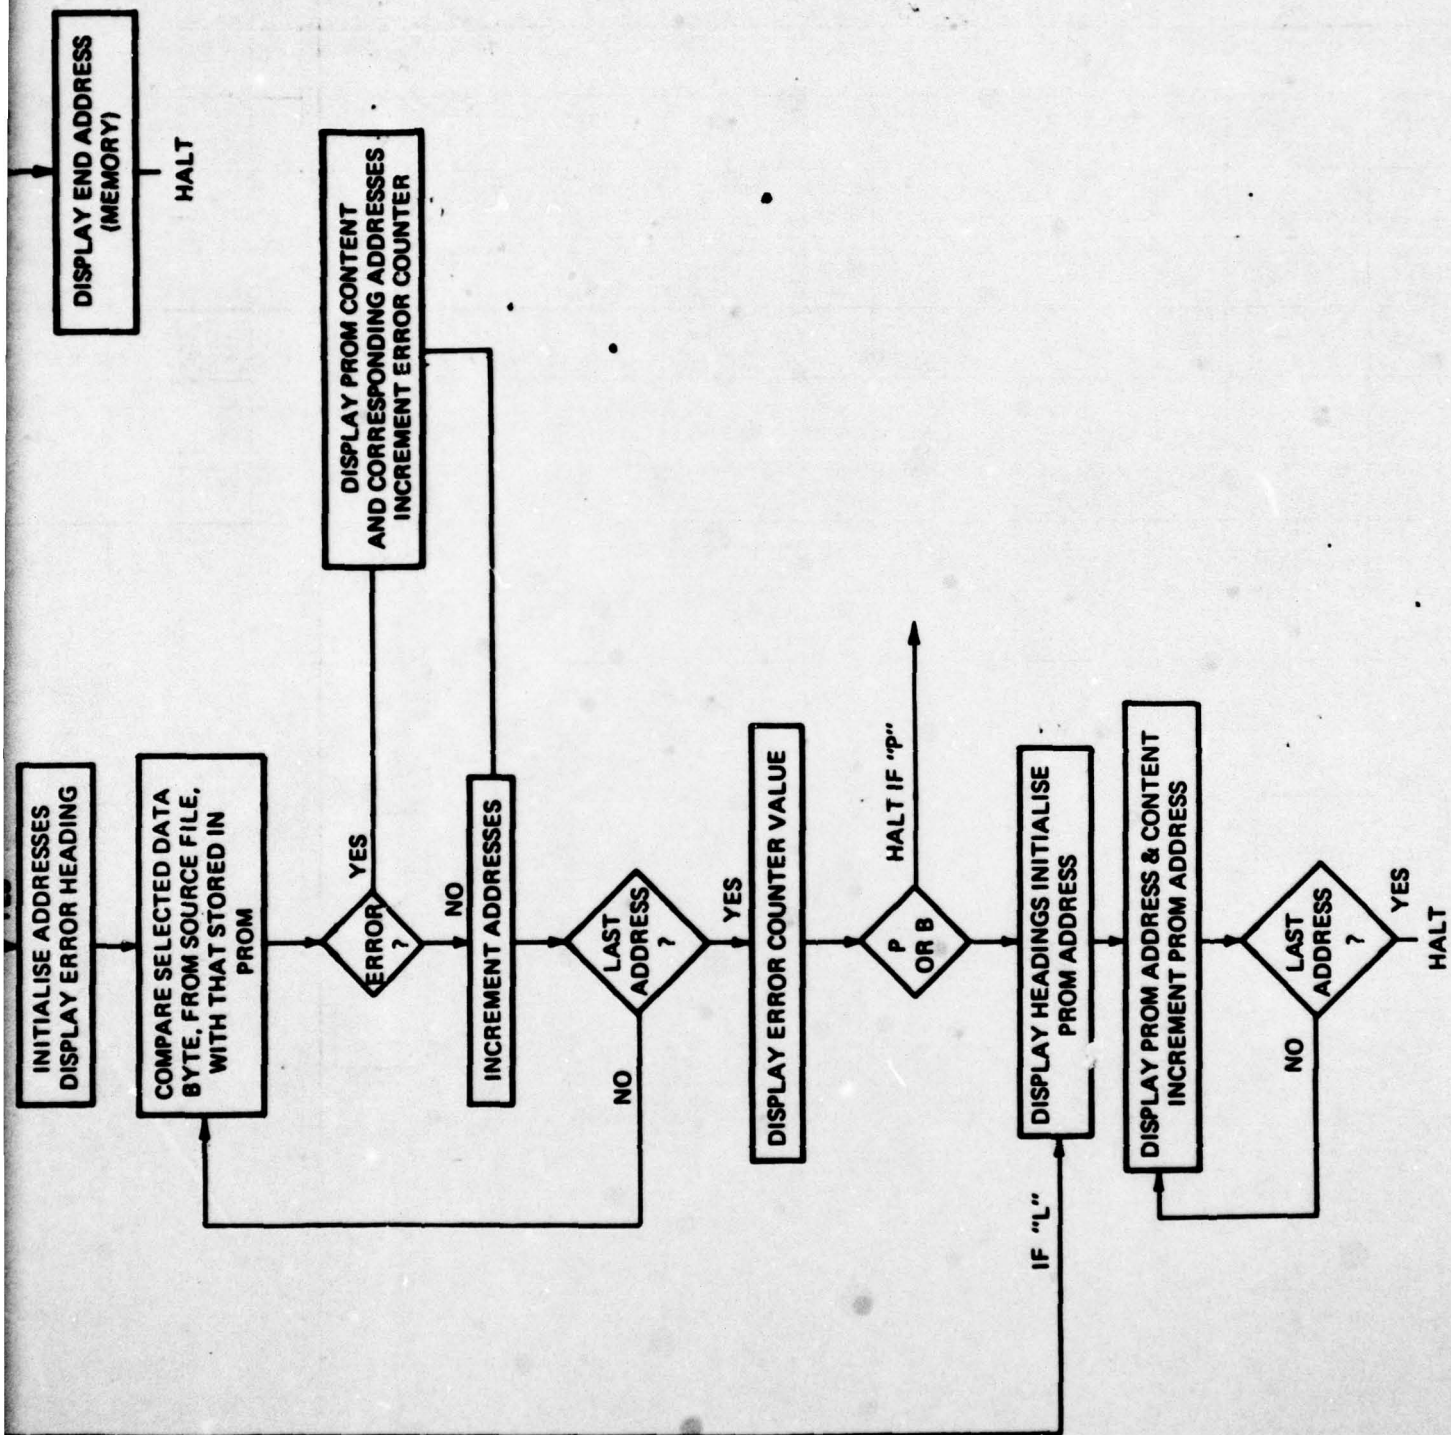 DISPLAY END ADDRESS
(MEMORY)
HALT
INITIALISE ADDRESSES
DISPLAY ERROR HEADING
COMPARE SELECTED DATA
BYTE, FROM SOURCE FILE,
WITH THAT STORED IN
PROM
ERROR
?
YES
NO
DISPLAY PROM CONTENT
AND CORRESPONDING ADDRESSES
INCREMENT ERROR COUNTER
INCREMENT ADDRESSES
LAST
ADDRESS
?
NO
YES
DISPLAY ERROR COUNTER VALUE
P
OR B
HALT IF "P"
IF "L"
DISPLAY HEADINGS INITIALISE
PROM ADDRESS
DISPLAY PROM ADDRESS & CONTENT
INCREMENT PROM ADDRESS
LAST
ADDRESS
?
NO
YES
HALT